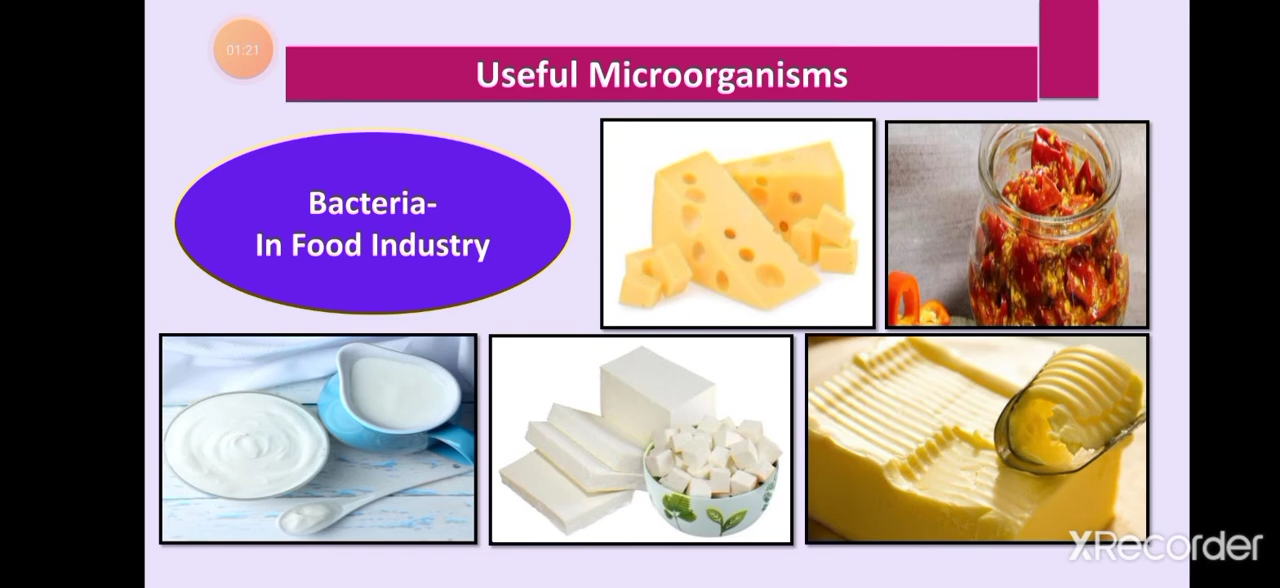 01:21
Useful Microorganisms
Bacteria-
In Food Industry
XRecorder